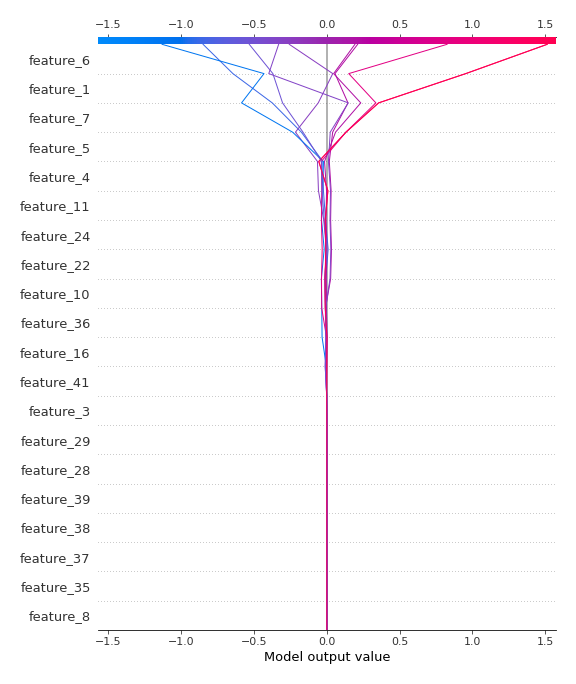 −1.5 −1.0 −0.5 0.0 0.5 1.0 1.5
feature_6
feature_1
feature_7
feature_5
feature_4
feature_11
feature_24
feature_22
feature_10
feature_36
feature_16
feature_41
feature_3
feature_29
feature_28
feature_39
feature_38
feature_37
feature_35
feature_8
−1.5 −1.0 −0.5 0.0 0.5 1.0 1.5
Model output value